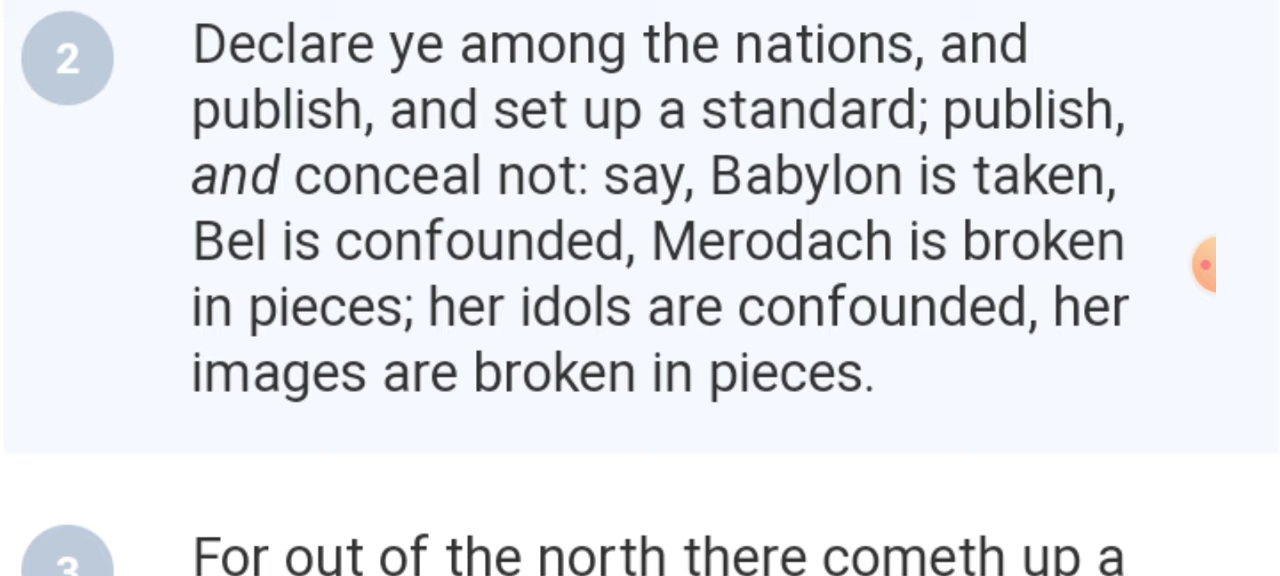 2
Declare ye among the nations, and
publish, and set up a standard; publish,
and conceal not: say, Babylon is taken,
Bel is confounded, Merodach is broken
in pieces; her idols are confounded, her
images are broken in pieces.
3
For out of the north there cometh up a